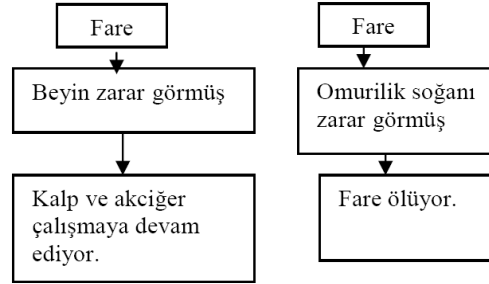 Fare
Beyin zarar görmüş
Kalp ve akciğer
çalışmaya devam
ediyor.
Fare
Omurilik soğanı
zarar görmüş
Fare ölüyor.